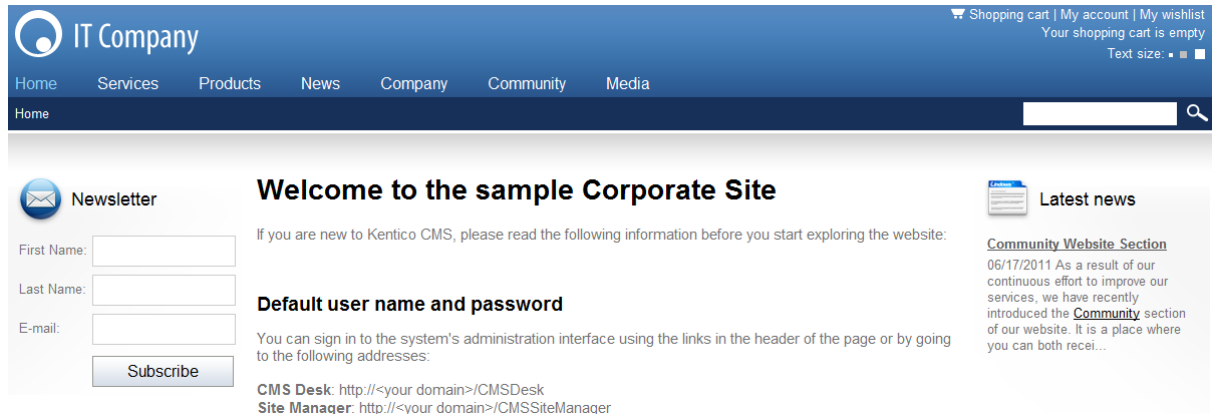 IT Company
Shopping cart | My account | My wishlist
Your shopping cart is empty
Text size:
Home Services Products News Company Community Media
Home
Newsletter
First Name:
Last Name:
E-mail:
Subscribe
Welcome to the sample Corporate Site
If you are new to Kentico CMS, please read the following information before you start exploring the website:
Default user name and password
You can sign in to the system's administration interface using the links in the header of the page or by going
to the following addresses:
CMS Desk: http://<your domain>/CMSDesk
Site Manager: http://<your domain>/CMSSiteManager
Latest news
Community Website Section
06/17/2011 As a result of our
continuous effort to improve our
services, we have recently
introduced the Community section
of our website. It is a place where
you can both recei...